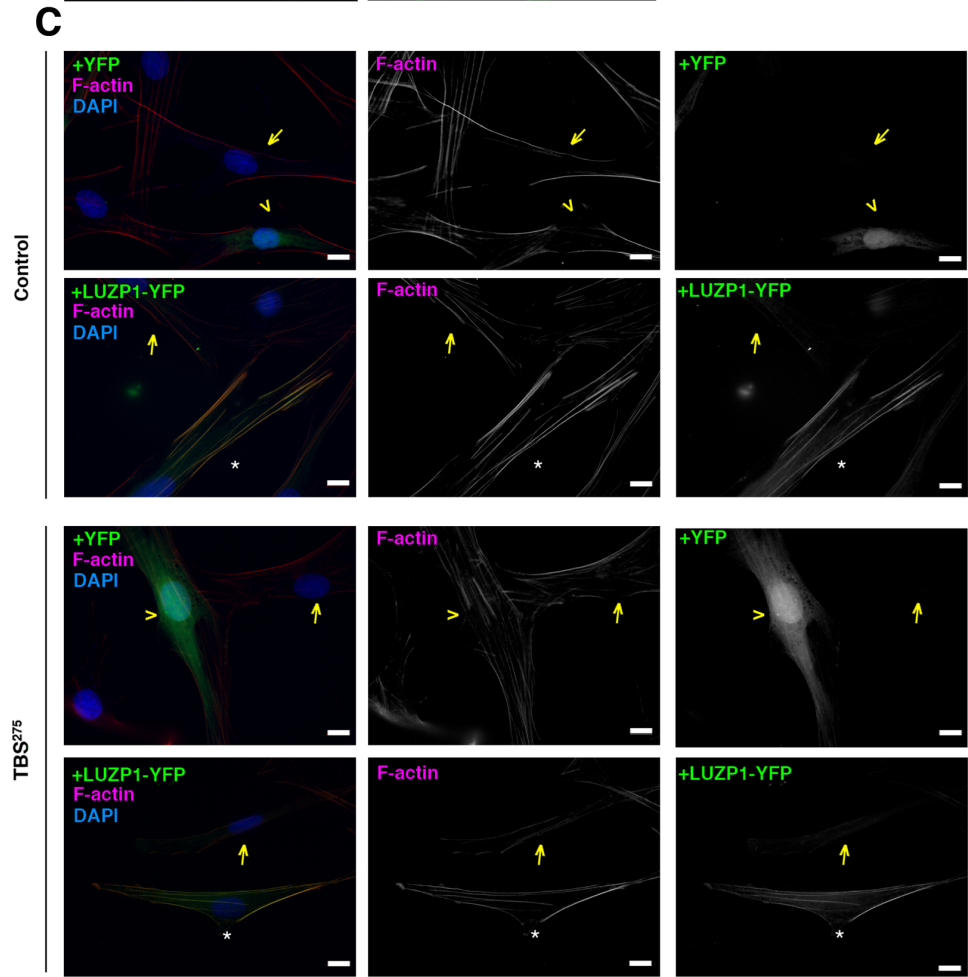 C
Control
+YFP
F-actin
DAPI
F-actin
+YFP
+LUZP1-YFP
F-actin
DAPI
F-actin
+LUZP1-YFP
*
*
*
TBS²⁷⁵
+YFP
F-actin
DAPI
F-actin
+YFP
+LUZP1-YFP
F-actin
DAPI
F-actin
+LUZP1-YFP
*
*
*